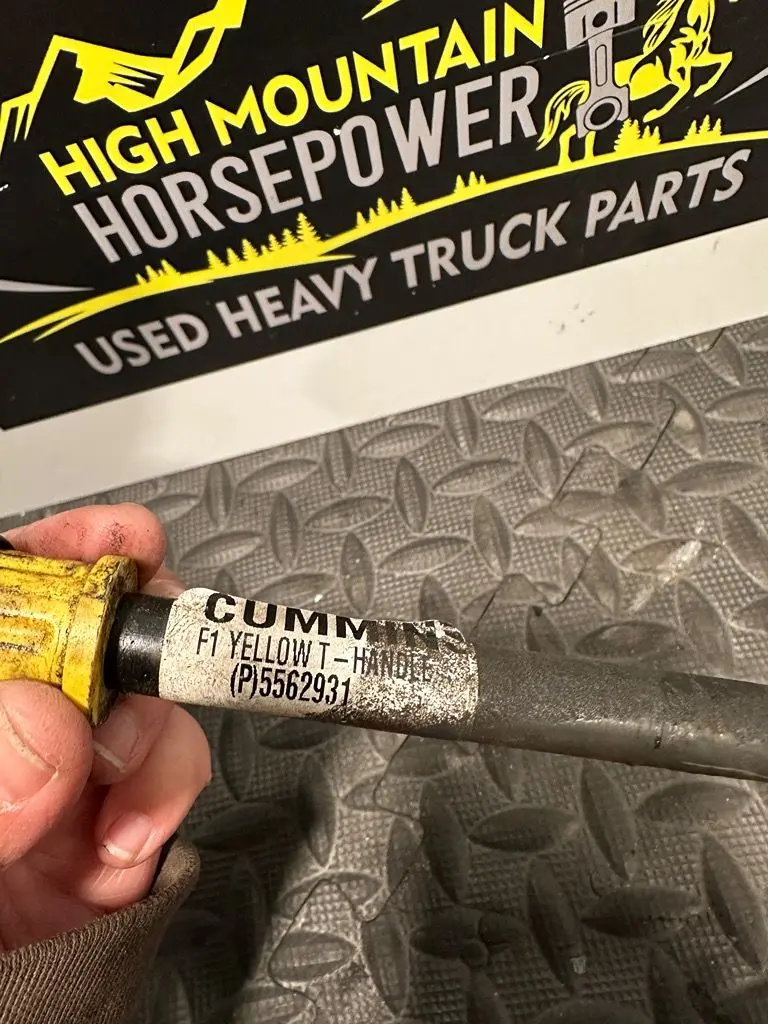 HIGH MOUNTAIN
HORSEPOWER
USED HEAVY TRUCK PARTS
CUMMINS
F1 YELLOW T-HANDLE
(P)5562931